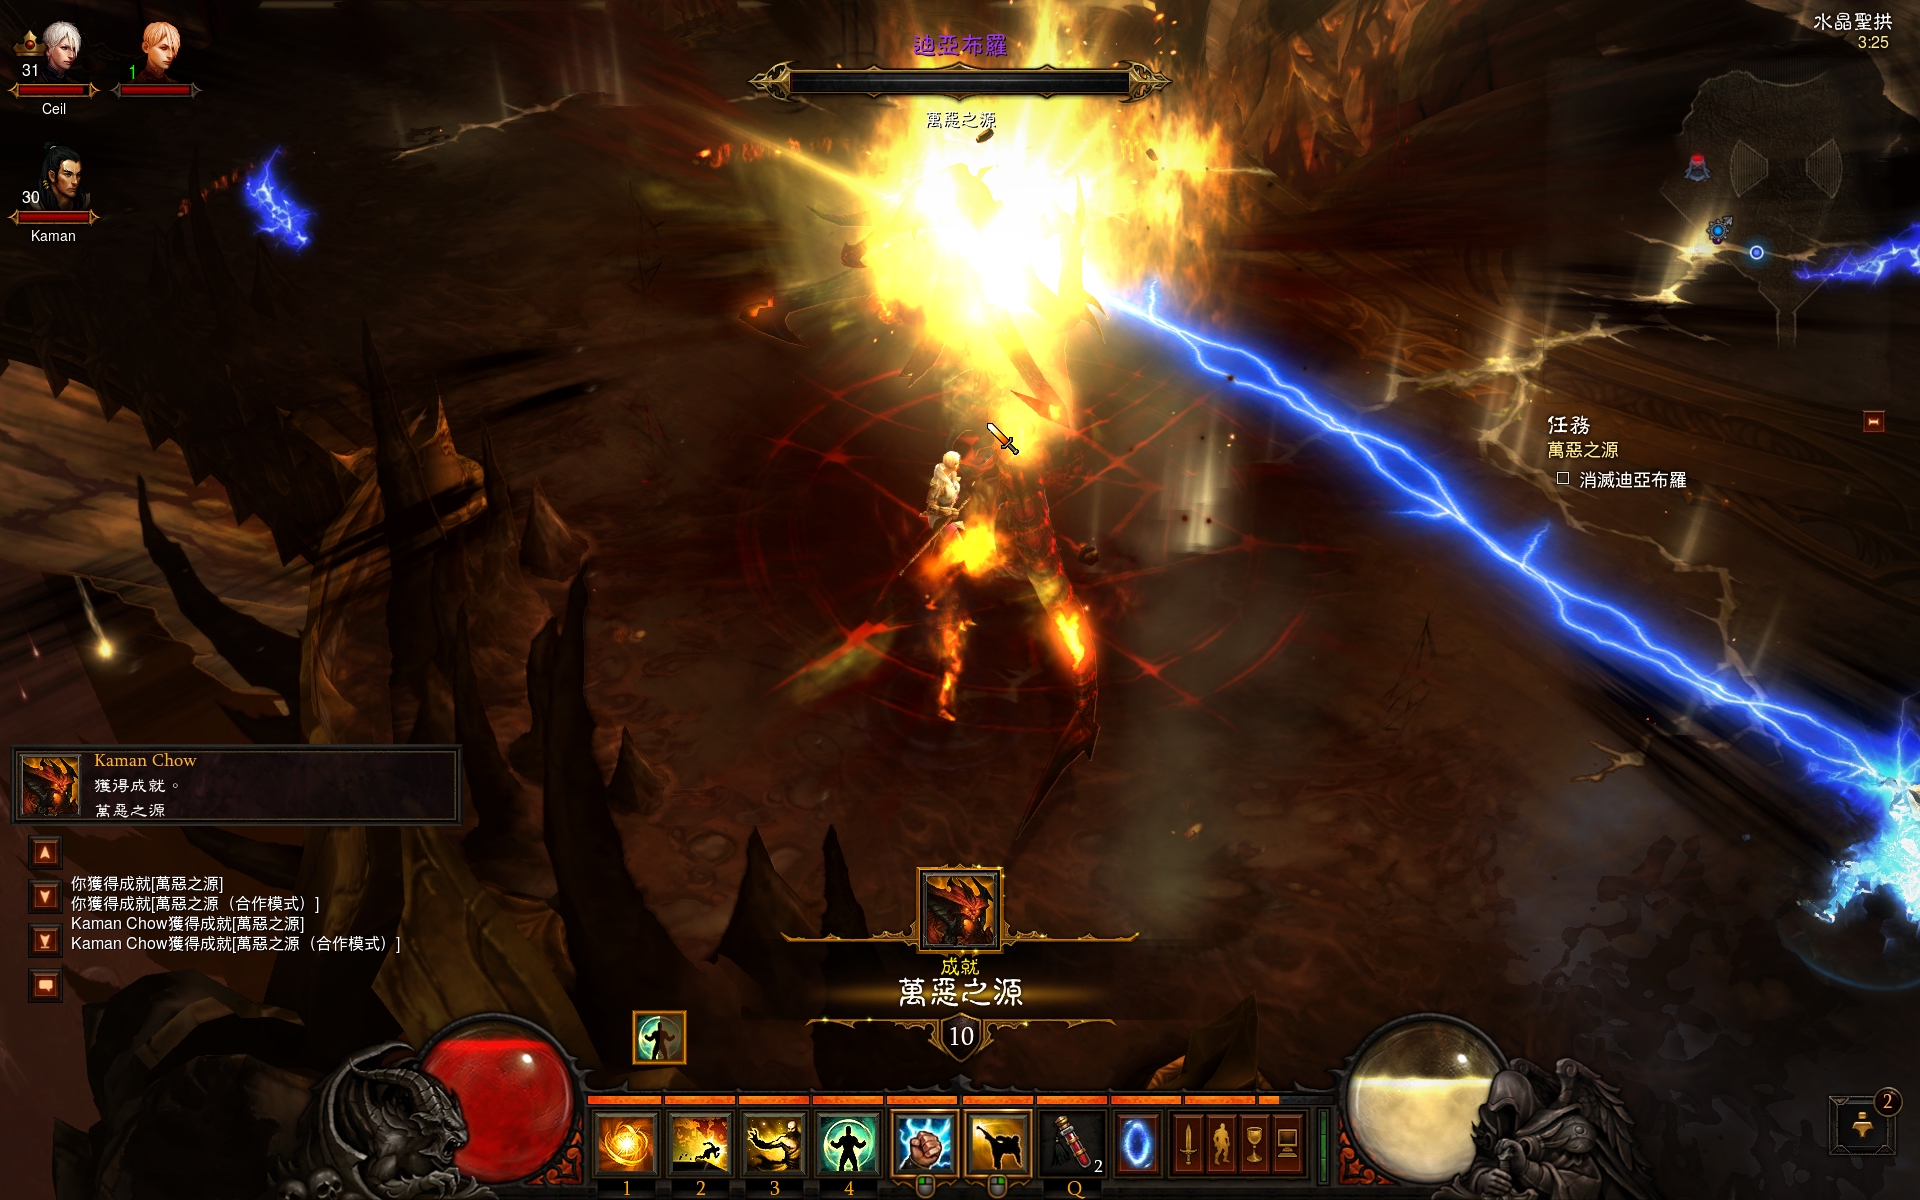 31
1
Ceil
30
Kaman
迪亞布羅
萬惡之源
水晶聖拱
3:25
任務
萬惡之源
消滅迪亞布羅
Kaman Chow
獲得成就。
萬惡之源
你獲得成就[萬惡之源]
你獲得成就[萬惡之源（合作模式）]
Kaman Chow獲得成就[萬惡之源]
Kaman Chow獲得成就[萬惡之源（合作模式）]
成就
萬惡之源
10
2
2
1 2 3 4 Q